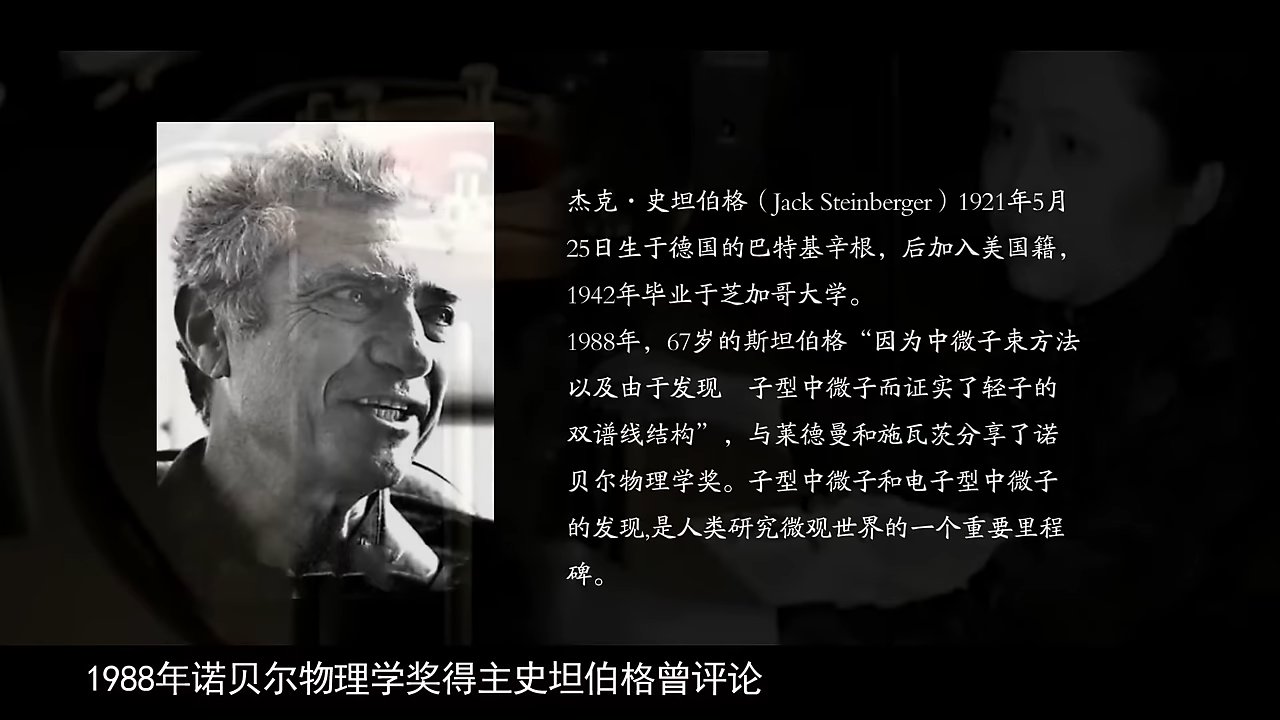 杰克·史坦伯格（Jack Steinberger）1921年5月
25日生于德国的巴特基辛根，后加入美国籍，
1942年毕业于芝加哥大学。
1988年，67岁的斯坦伯格“因为中微子束方法
以及由于发现　子型中微子而证实了轻子的
双谱线结构”，与莱德曼和施瓦茨分享了诺
贝尔物理学奖。子型中微子和电子型中微子
的发现,是人类研究微观世界的一个重要里程
碑。
1988年诺贝尔物理学奖得主史坦伯格曾评论